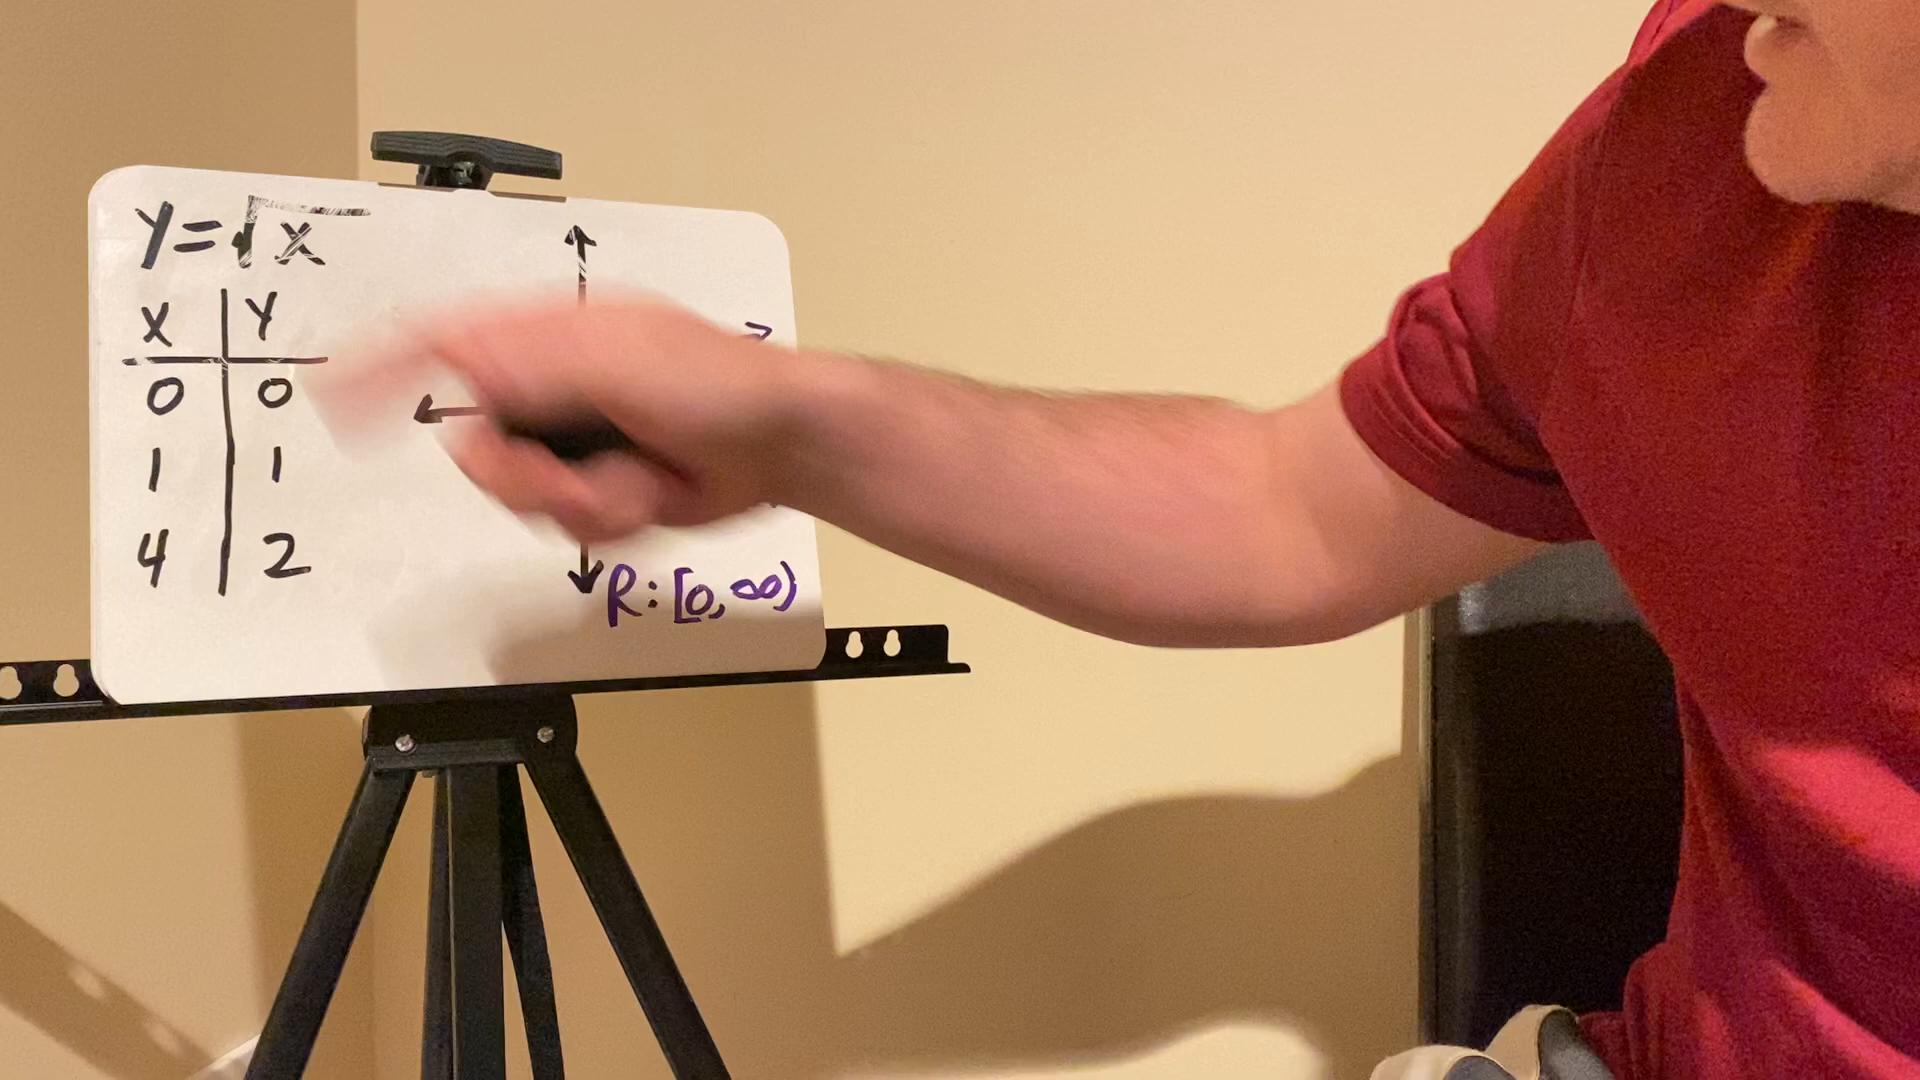 Y=√x
X | Y
0 | 0
1 | 1
4 | 2
R: [0, ∞)